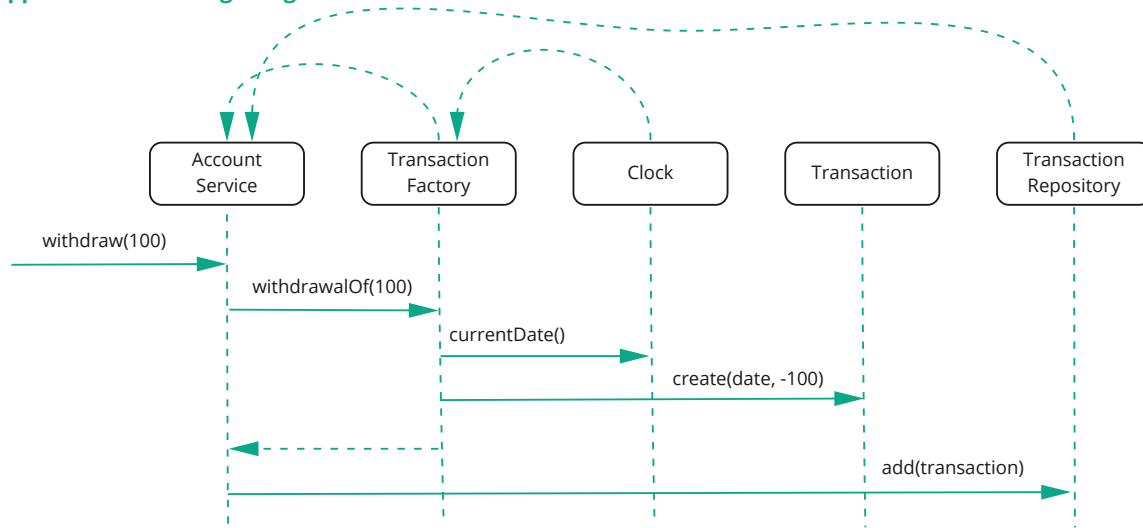 Account
Service
Transaction
Factory
Clock
Transaction
Transaction
Repository
withdraw(100)
withdrawalOf(100)
currentDate()
create(date, -100)
add(transaction)